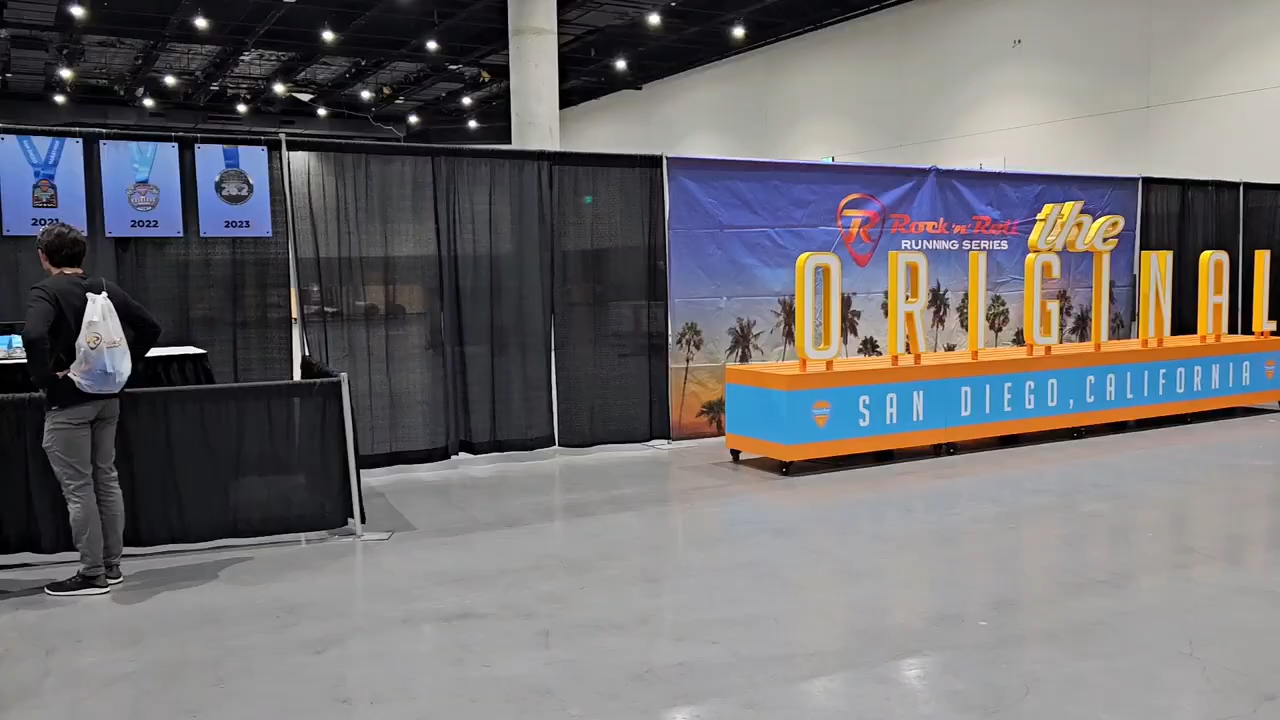 2021
2022
2023
Rock 'n' Roll
RUNNING SERIES
the
ORIGINAL
SAN DIEGO, CALIFORNIA